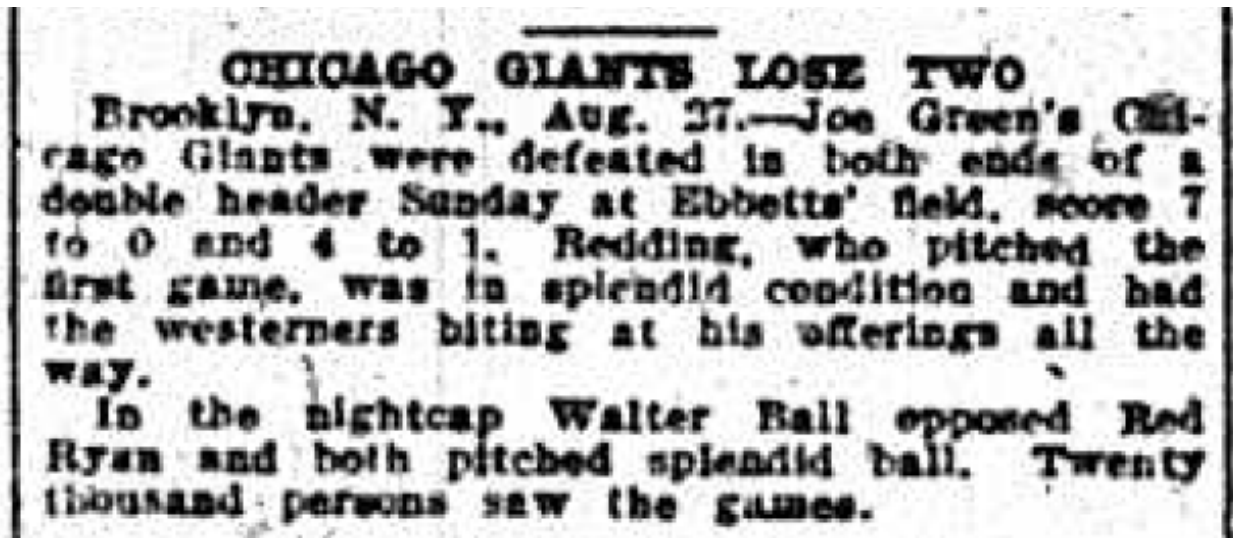 CHICAGO GIANTS LOSE TWO
Brooklyn, N. Y., Aug. 27.—Joe Green's Chi-
cago Giants were defeated in both ends of a
double header Sunday at Ebbetts' field, score 7
to 0 and 4 to 1. Redding, who pitched the
first game, was in splendid condition and had
the westerners biting at his offerings all the
way.
In the nightcap Walter Ball opposed Red
Ryan and both pitched splendid ball. Twenty
thousand persons saw the games.